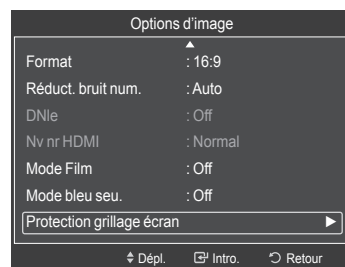 Options d'image
Format : 16:9
Réduct. bruit num. : Auto
DNIe : Off
Nv nr HDMI : Normal
Mode Film : Off
Mode bleu seu. : Off
Protection grillage écran
Dépl. Intro. Retour